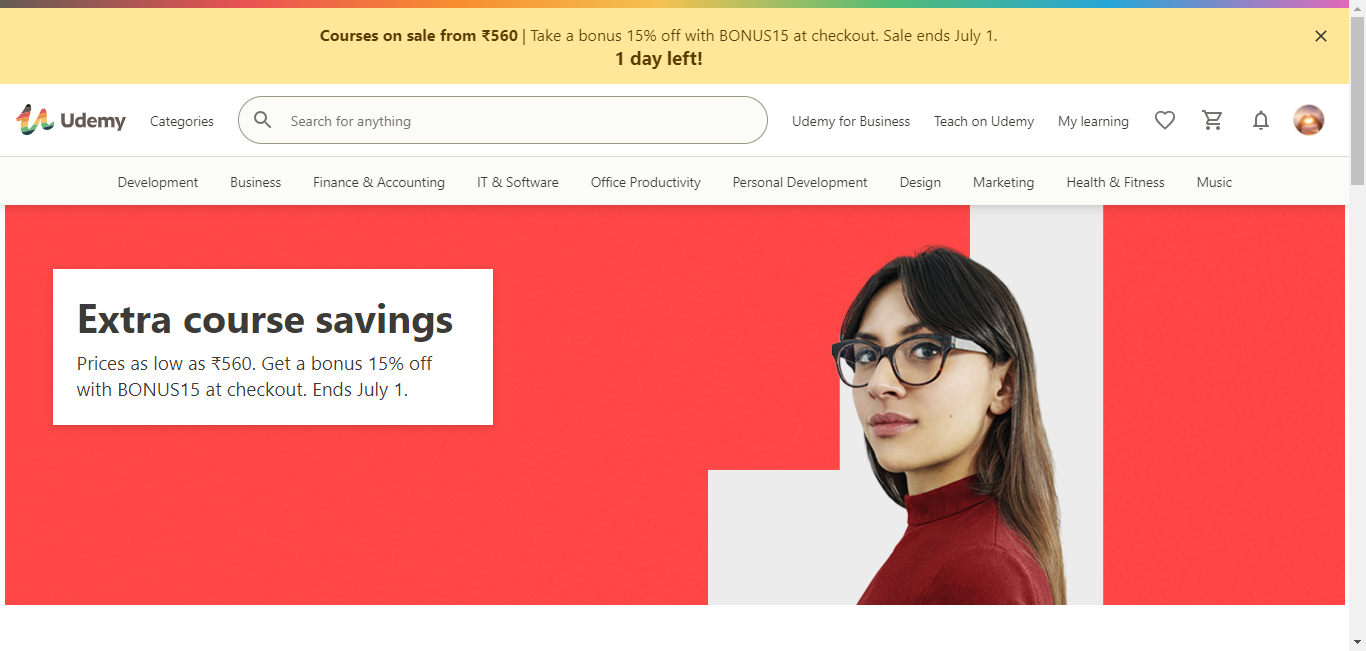 Courses on sale from ₹560 | Take a bonus 15% off with BONUS15 at checkout. Sale ends July 1.
1 day left!
Udemy
Categories
Search for anything
Udemy for Business
Teach on Udemy
My learning
Development
Business
Finance & Accounting
IT & Software
Office Productivity
Personal Development
Design
Marketing
Health & Fitness
Music
Extra course savings
Prices as low as ₹560. Get a bonus 15% off
with BONUS15 at checkout. Ends July 1.